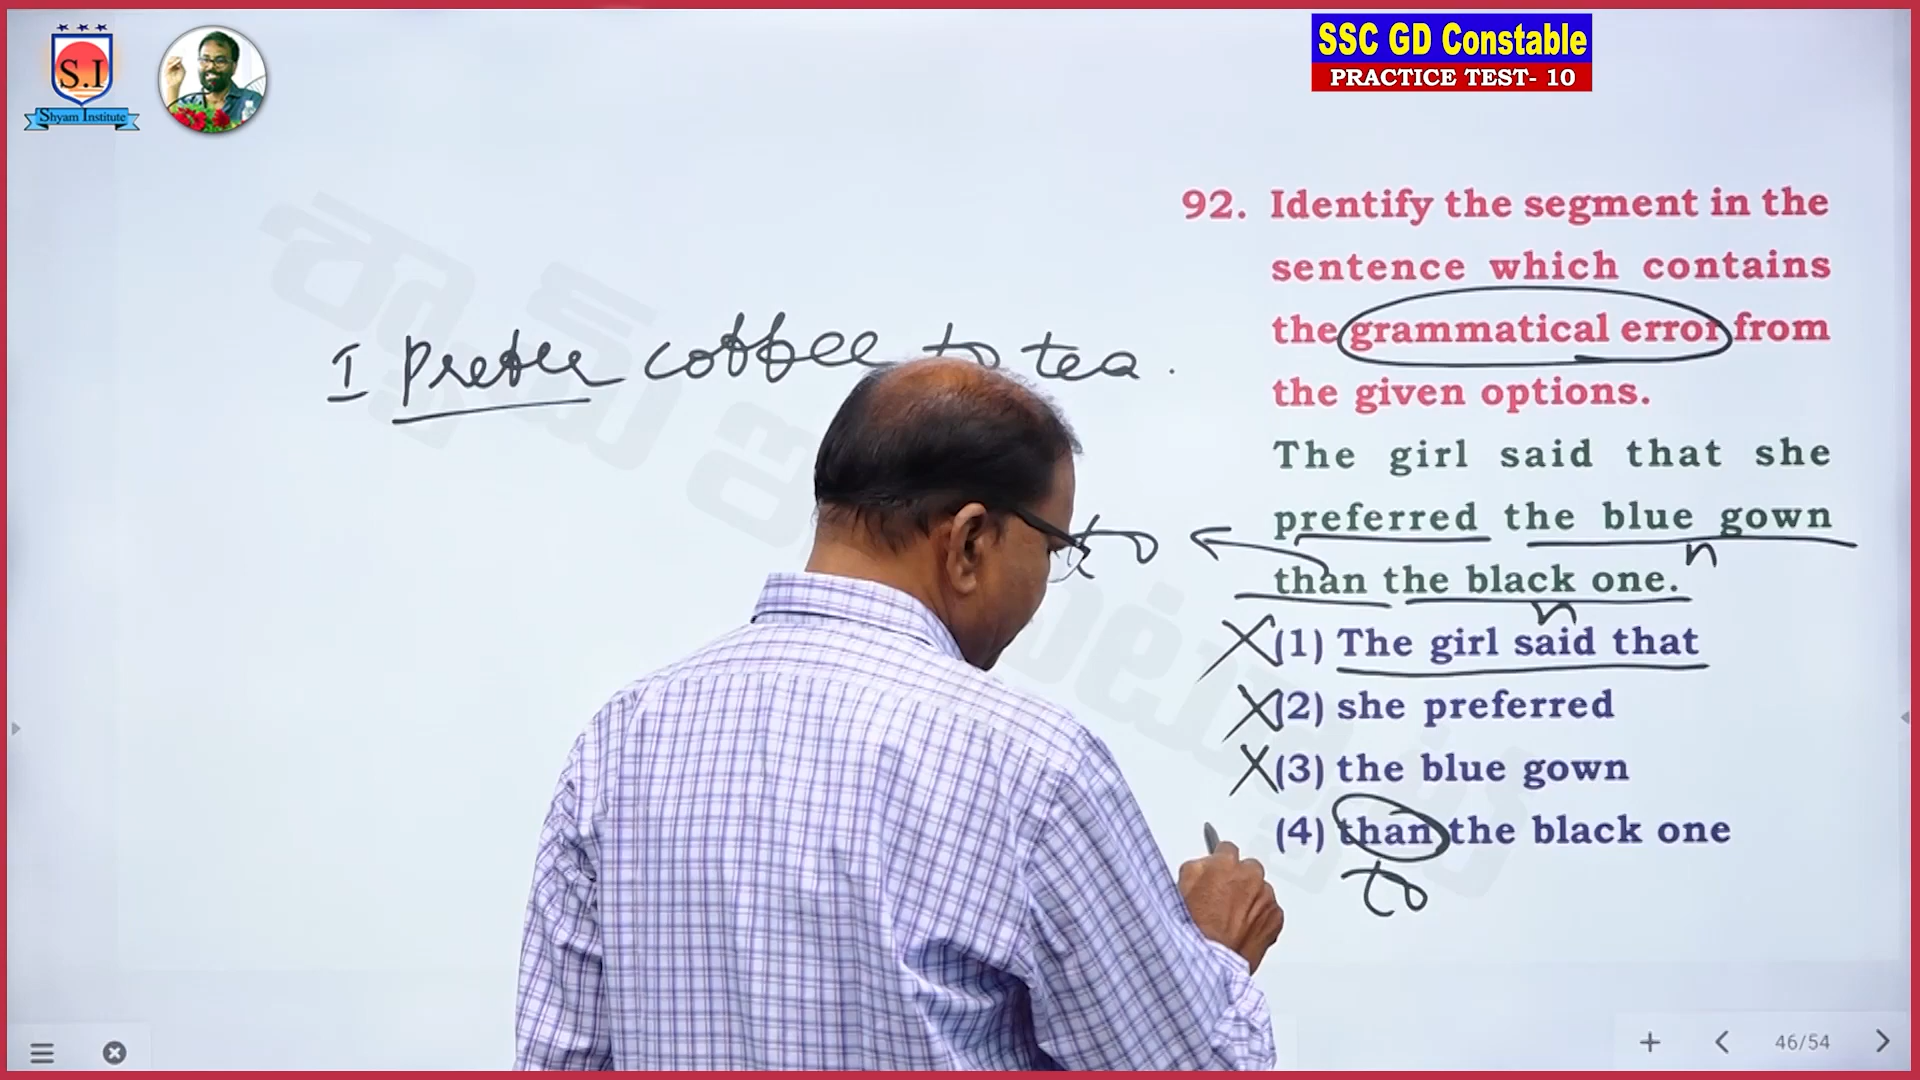 S.I
Shyam Institute
SSC GD Constable
PRACTICE TEST- 10
92. Identify the segment in the
sentence which contains
the grammatical error from
the given options.
The girl said that she
preferred the blue gown
than the black one.
(1) The girl said that
(2) she preferred
(3) the blue gown
(4) than the black one
I prefer coffee to tea.
to
n
n
to
46/54